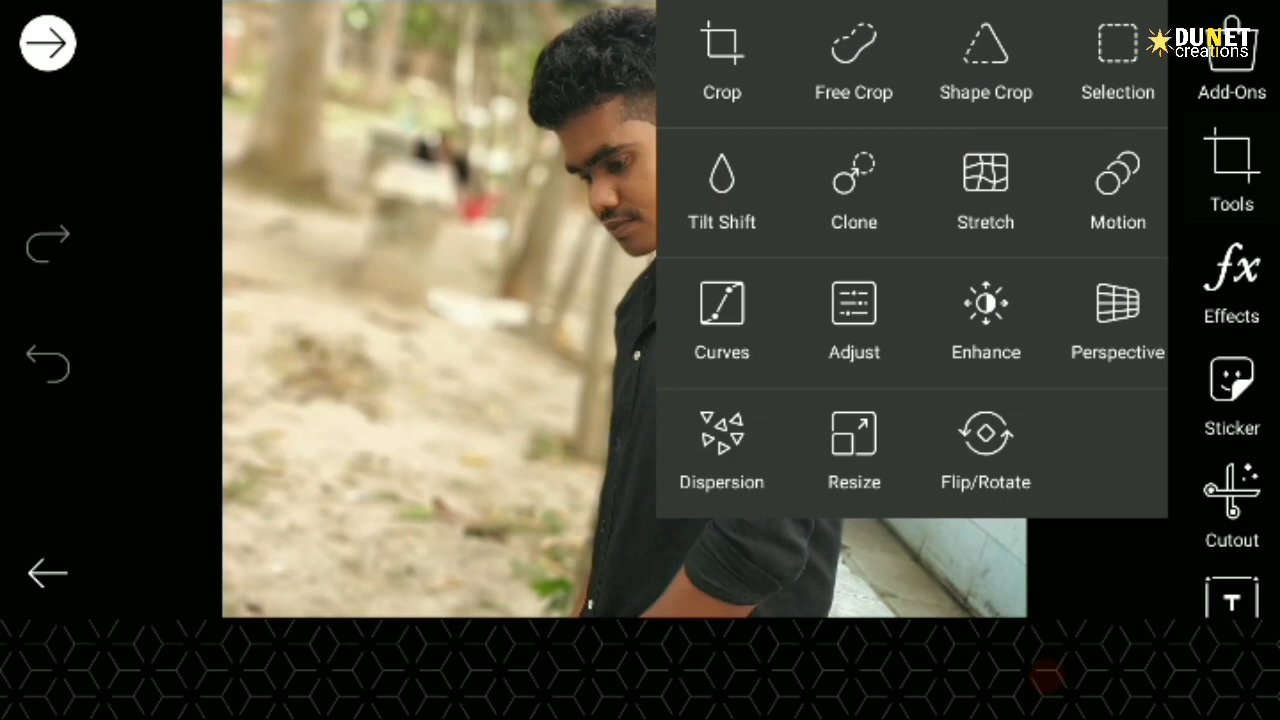 DUNET
creations
Crop
Free Crop
Shape Crop
Selection
Add-Ons
Tilt Shift
Clone
Stretch
Motion
Tools
fx
Curves
Adjust
Enhance
Perspective
Effects
Sticker
Dispersion
Resize
Flip/Rotate
Cutout
T